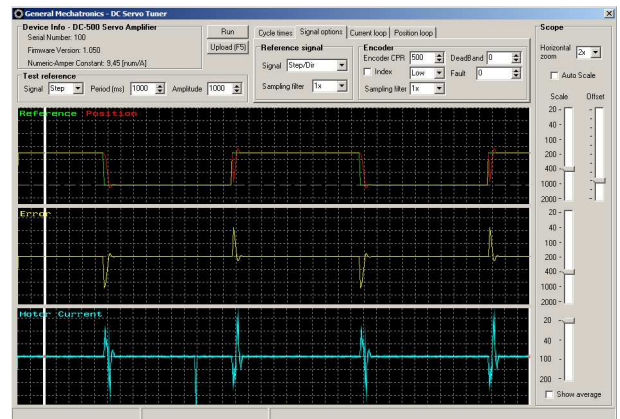 General Mechatronics - DC Servo Tuner
Device Info - DC-500 Servo Amplifier
Serial Number: 100
Firmware Version: 1.050
Numeric-Amper Constant: 9,45 [num/A]
Run
Upload (F5)
Test reference
Signal Step Period (ms) 1000 Amplitude 1000
Cycle times Signal options Current loop Position loop
Reference signal
Signal Step/Dir
Sampling filter 1x
Encoder
Encoder CPR 500 DeadBand 0
Index Low Fault 0
Sampling filter 1x
Scope
Horizontal zoom 2x
Auto Scale
Scale Offset
20
40
100
200
400
1000
2000
20
40
100
200
400
1000
2000
20
40
100
200
Show average
Reference Position
Error
Motor Current